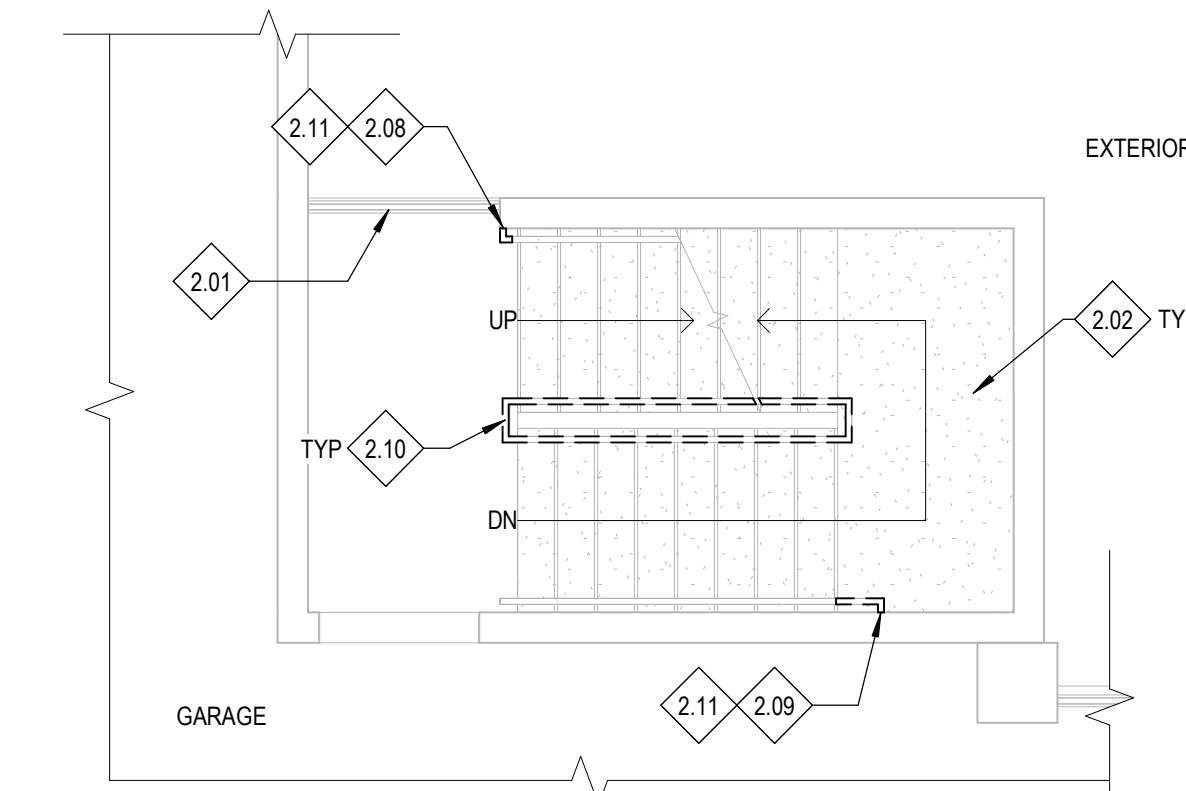 2.11 2.08
EXTERIOR
2.01
UP
2.02 TY
TYP 2.10
DN
2.11 2.09
GARAGE